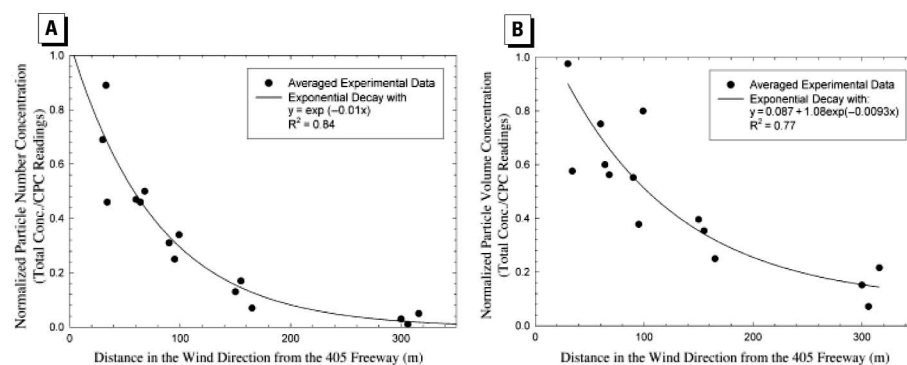 A
Normalized Particle Number Concentration
(Total Conc./CPC Readings)
1.0
0.8
0.6
0.4
0.2
0.0
Averaged Experimental Data
Exponential Decay with
y = exp (−0.01x)
R² = 0.84
0
100
200
300
Distance in the Wind Direction from the 405 Freeway (m)
B
Normalized Particle Volume Concentration
(Total Conc./CPC Readings)
1.0
0.8
0.6
0.4
0.2
0.0
Averaged Experimental Data
Exponential Decay with:
y = 0.087 + 1.08exp(−0.0093x)
R² = 0.77
0
100
200
300
Distance in the Wind Direction from the 405 Freeway (m)